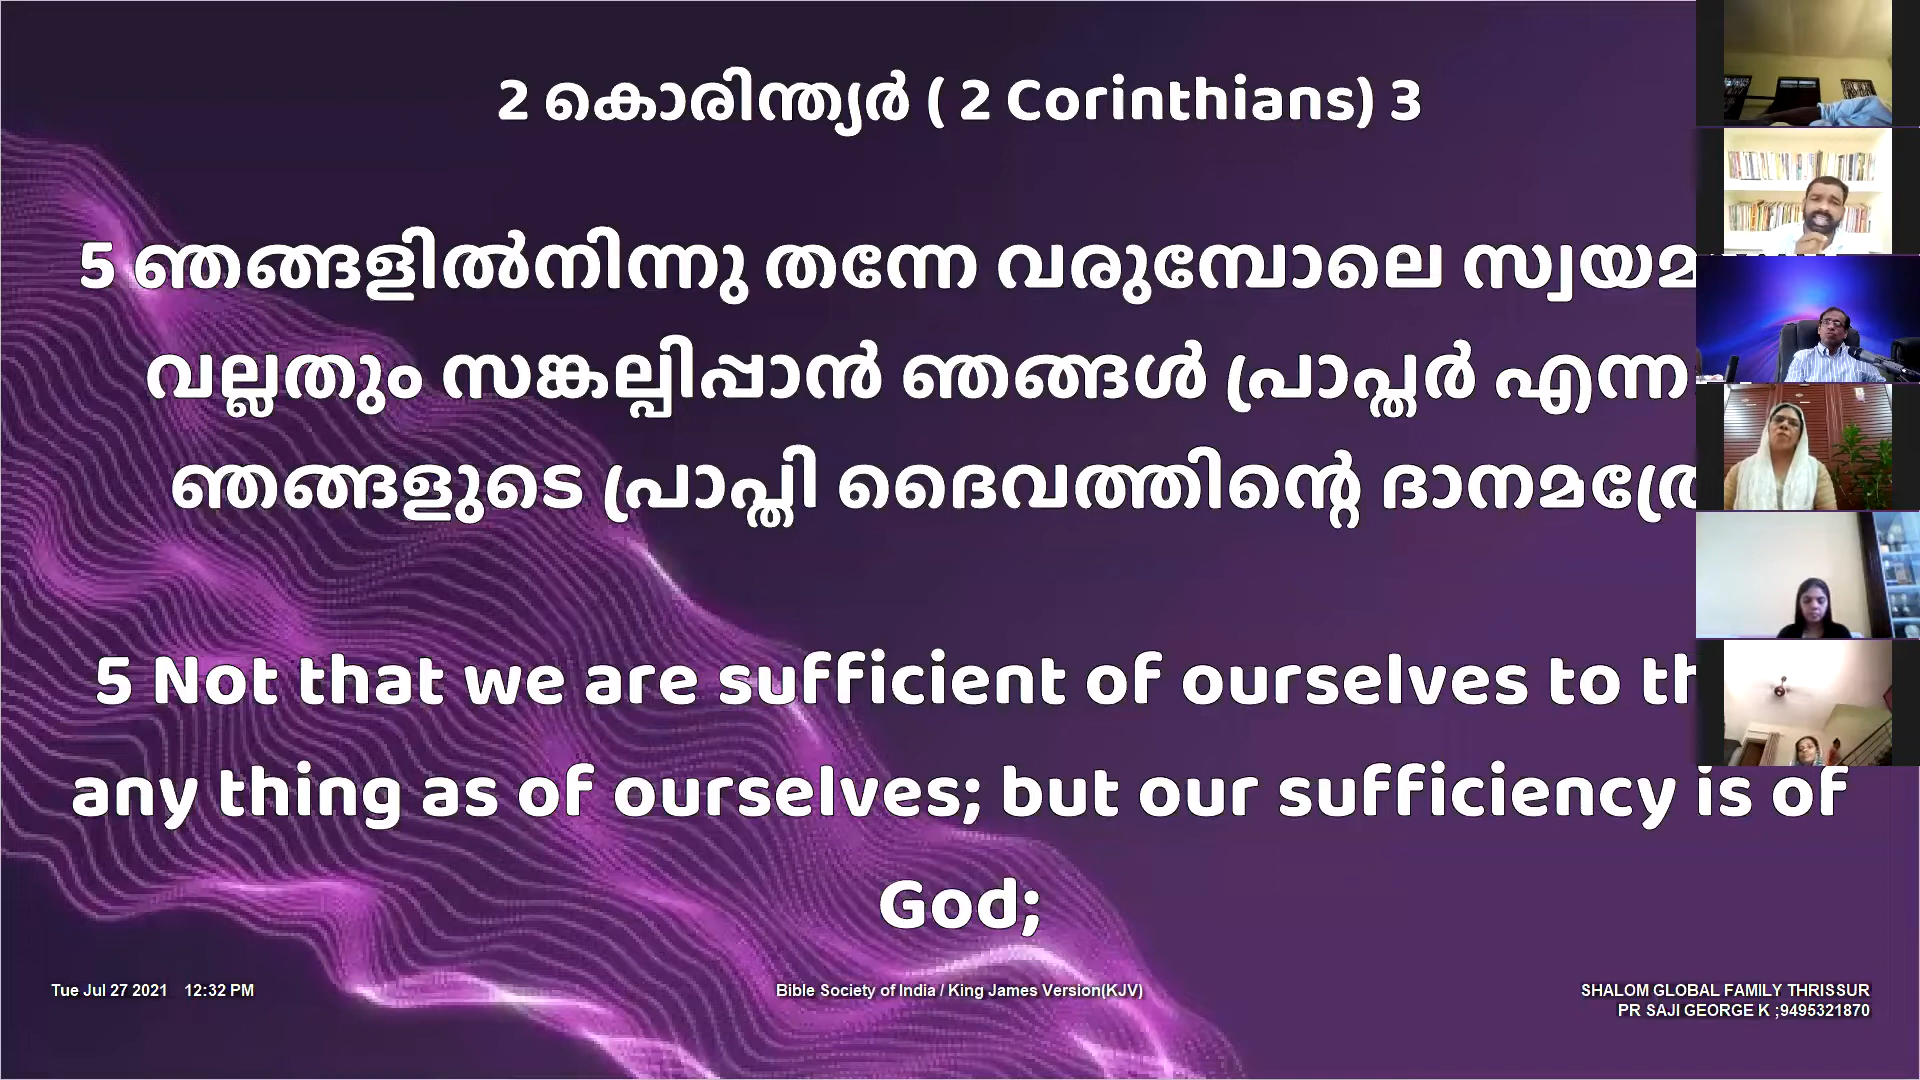 2 കൊരിന്ത്യർ ( 2 Corinthians) 3
5 ഞങ്ങളിൽനിന്നു തന്നേ വരുമ്പോലെ
വല്ലതും സങ്കല്പിപ്പാൻ ഞങ്ങൾ പ്രാപ്തർ
ഞങ്ങളുടെ പ്രാപ്തി ദൈവത്തിന്റെ ദാനമത്രേ
5 Not that we are sufficient of ourselves to
any thing as of ourselves; but our sufficiency is of
God;
Tue Jul 27 2021 12:32 PM
Bible Society of India / King James Version(KJV)
SHALOM GLOBAL FAMILY THRISSUR
PR SAJI GEORGE K ;9495321870